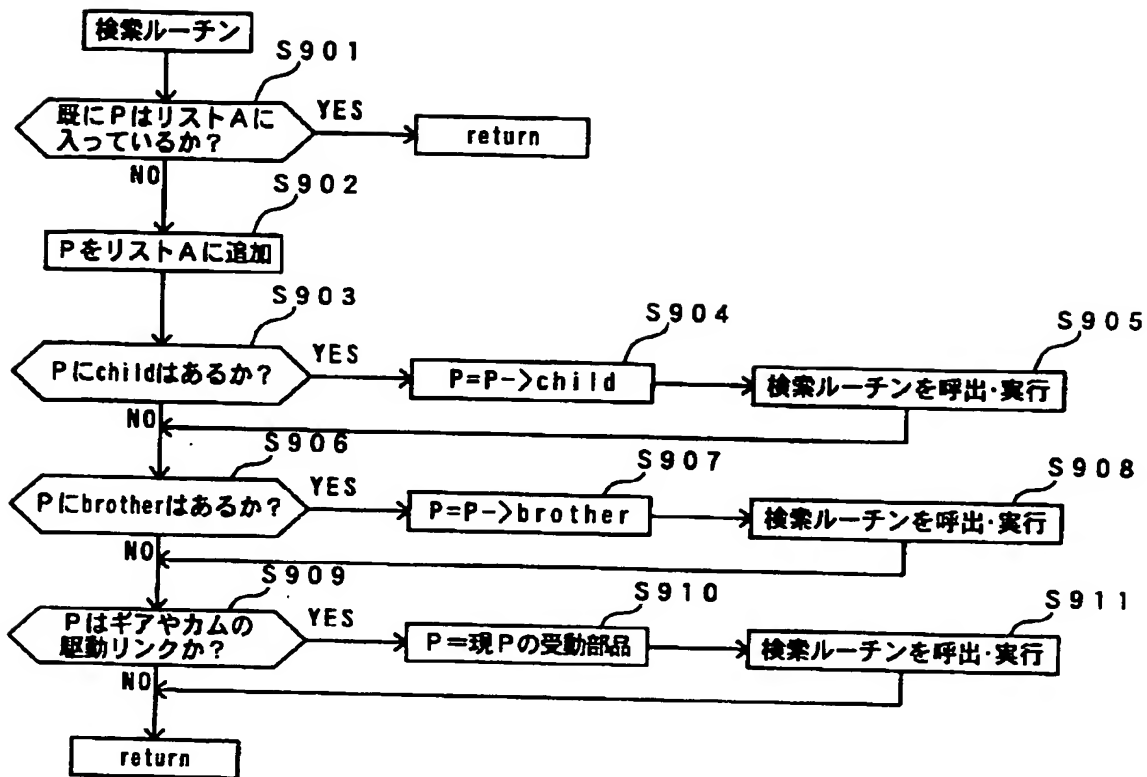 検索ルーチン
S901
既にPはリストAに
入っているか?
YES
return
NO
S902
PをリストAに追加
S903
Pにchildはあるか?
YES
S904
P=P->child
S905
検索ルーチンを呼出・実行
NO
S906
Pにbrotherはあるか?
YES
S907
P=P->brother
S908
検索ルーチンを呼出・実行
NO
S909
Pはギアやカムの
駆動リンクか?
YES
S910
P=現Pの受動部品
S911
検索ルーチンを呼出・実行
NO
return